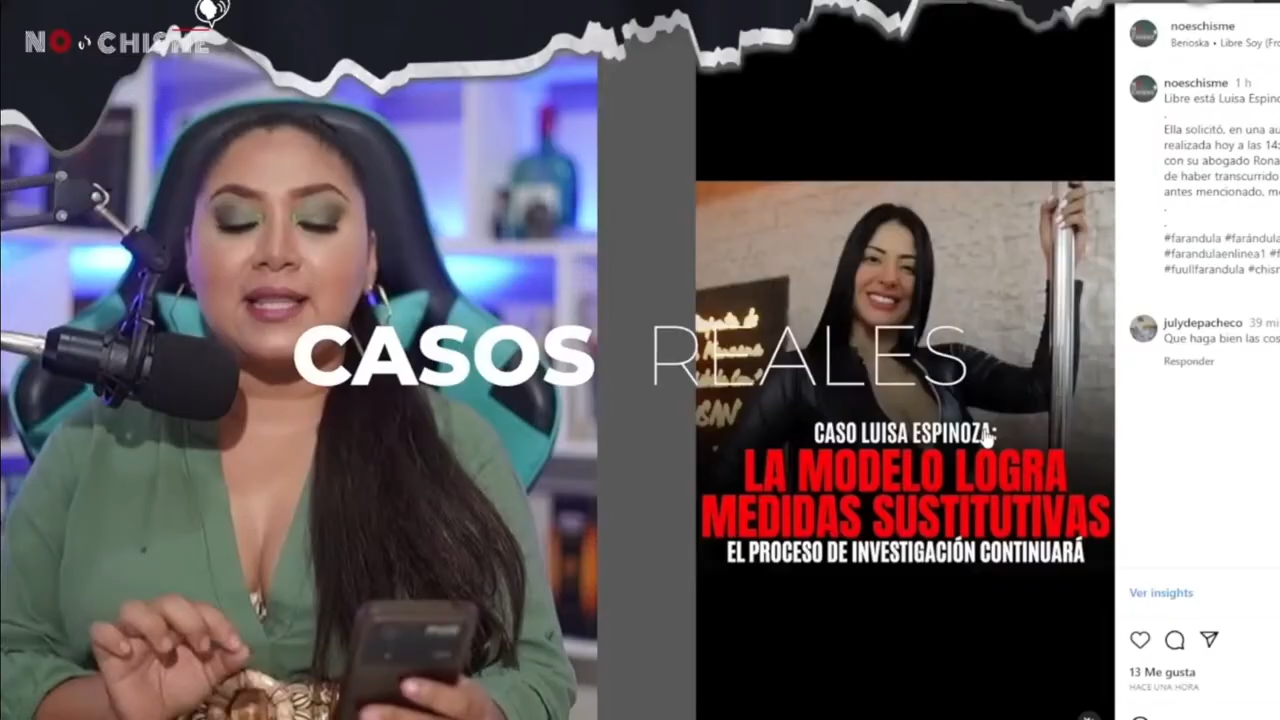 NO es CHISME
CASOS REALES
CASO LUISA ESPINOZA:
LA MODELO LOGRA
MEDIDAS SUSTITUTIVAS
EL PROCESO DE INVESTIGACIÓN CONTINUARÁ
noeschisme
Benoska • Libre Soy (Fro
noeschisme 1 h
Libre está Luisa Espino
.
Ella solicitó, en una au
realizada hoy a las 14:
con su abogado Rona
de haber transcurrido
antes mencionado, m
.
.
#farandula #farándula
#farandulaenlinea1 #f
#fuullfarandula #chism
julydepacheco 39 mi
Que haga bien las cos
Responder
Ver insights
13 Me gusta
HACE UNA HORA